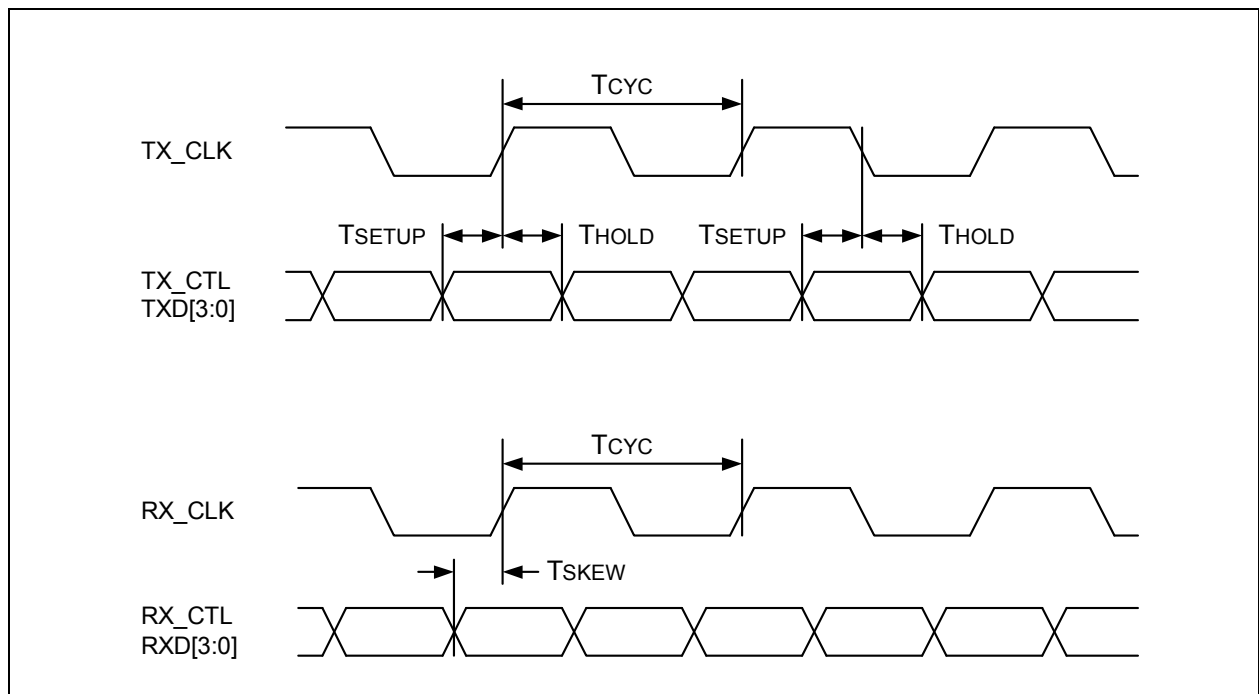 TCYC
TX_CLK
TSETUP THOLD TSETUP THOLD
TX_CTL
TXD[3:0]
TCYC
RX_CLK
TSKEW
RX_CTL
RXD[3:0]